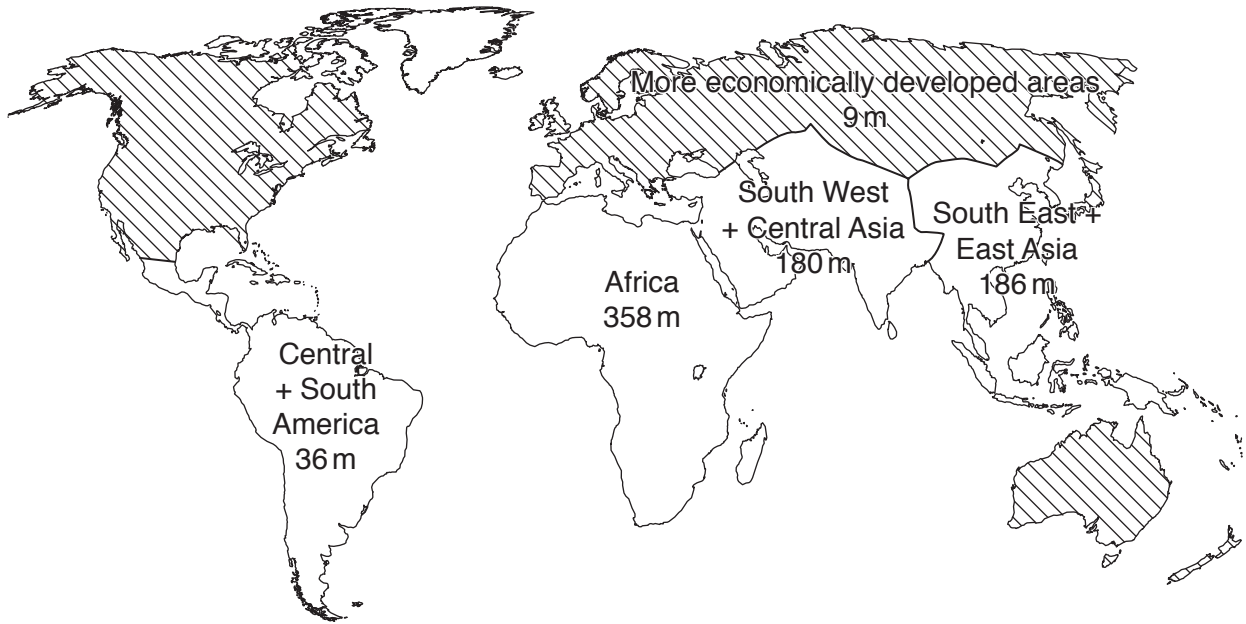 More economically developed areas
9 m
South West
+ Central Asia
180 m
South East +
East Asia
186 m
Africa
358 m
Central
+ South
America
36 m